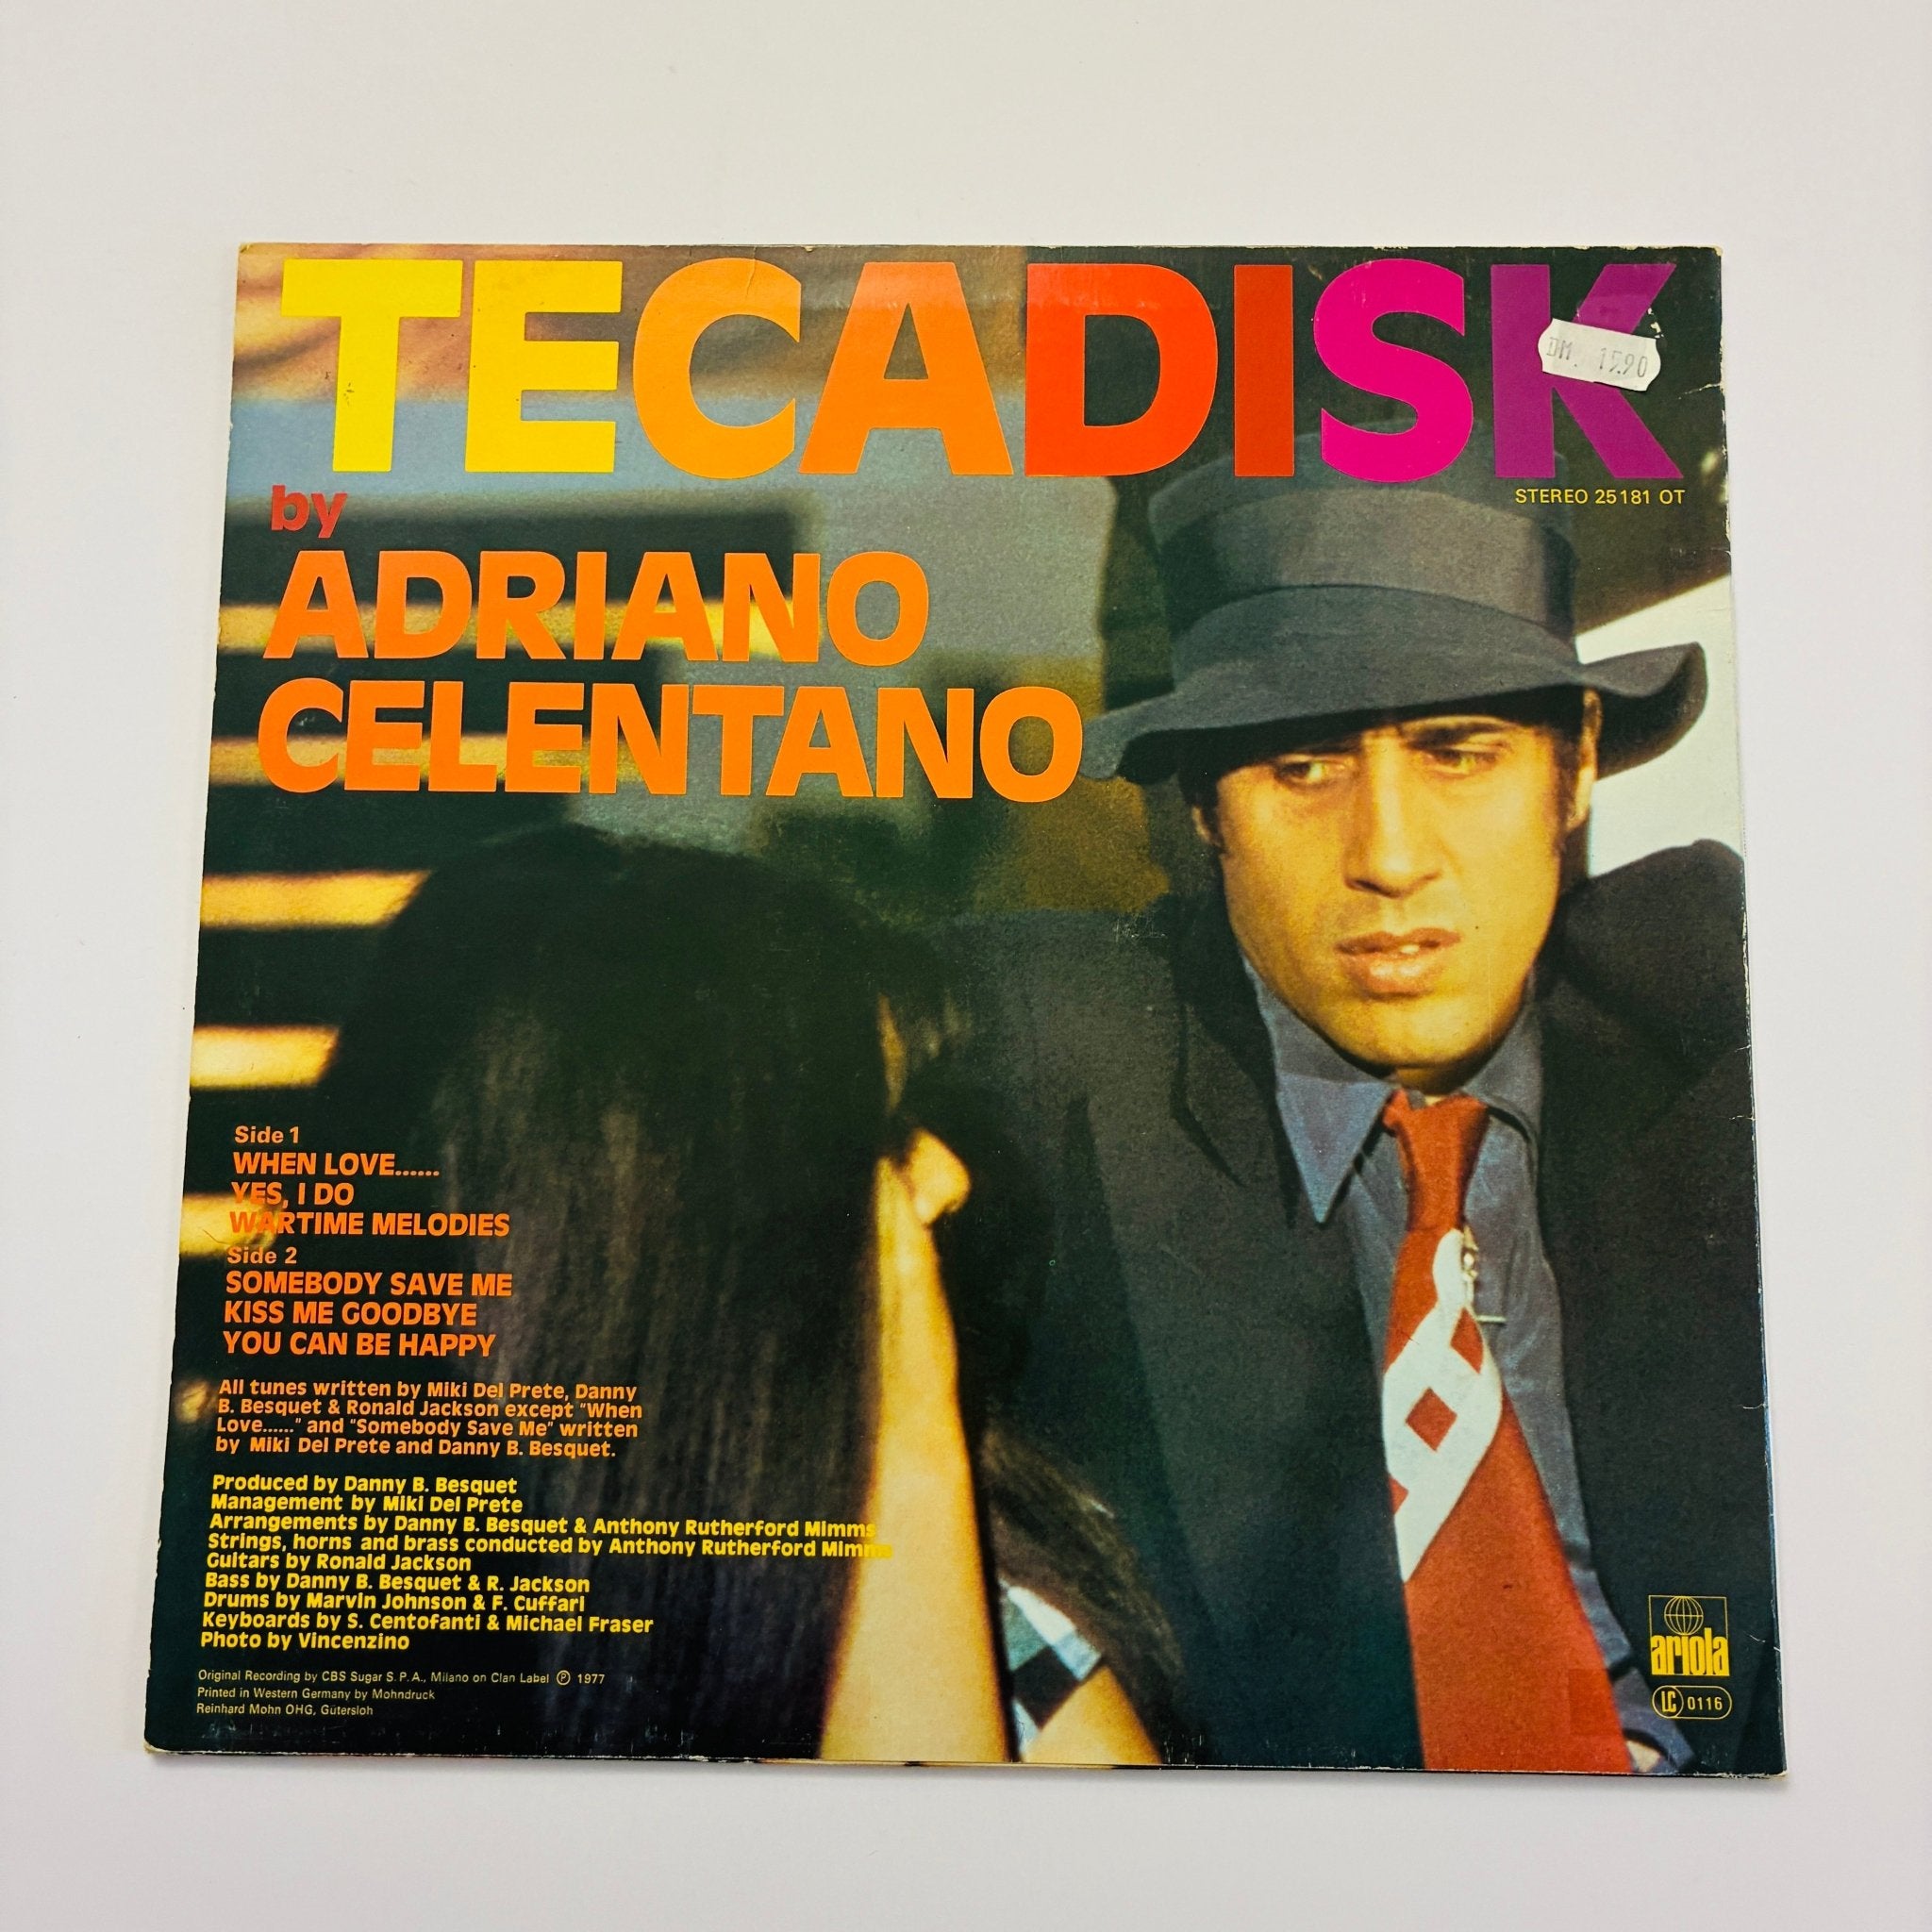 TECADISK
DM. 15.90
STEREO 25181 OT
by
ADRIANO
CELENTANO
Side 1
WHEN LOVE......
YES, I DO
WARTIME MELODIES
Side 2
SOMEBODY SAVE ME
KISS ME GOODBYE
YOU CAN BE HAPPY
All tunes written by Miki Del Prete, Danny
B. Besquet & Ronald Jackson except "When
Love......" and "Somebody Save Me" written
by Miki Del Prete and Danny B. Besquet.
Produced by Danny B. Besquet
Management by Miki Del Prete
Arrangements by Danny B. Besquet & Anthony Rutherford Mimms
Strings, horns and brass conducted by Anthony Rutherford Mimms
Guitars by Ronald Jackson
Bass by Danny B. Besquet & R. Jackson
Drums by Marvin Johnson & F. Cuffari
Keyboards by S. Centofanti & Michael Fraser
Photo by Vincenzino
Original Recording by CBS Sugar S.P.A., Milano on Clan Label ℗ 1977
Printed in Western Germany by Mohndruck
Reinhard Mohn OHG, Gütersloh
ariola
LC 0116